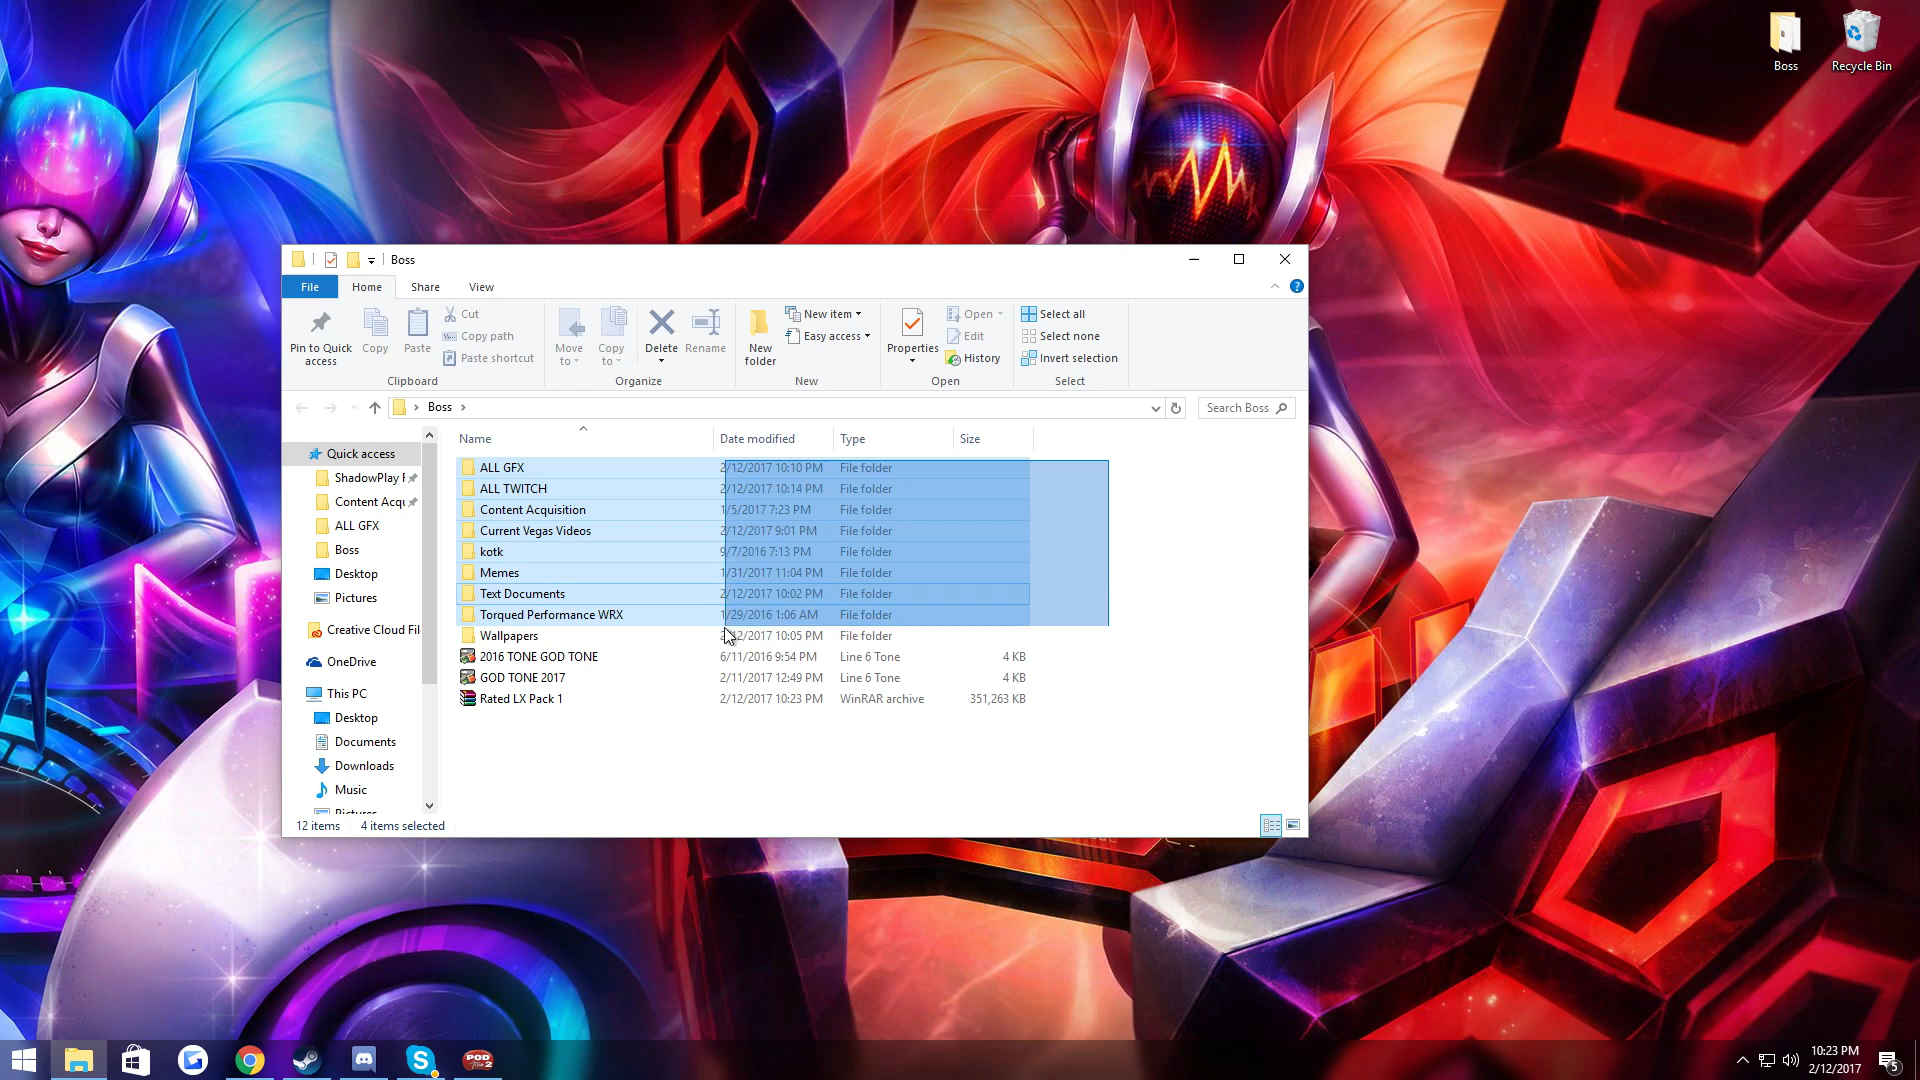 Boss
Recycle Bin
Boss
File
Home
Share
View
Pin to Quick access
Copy
Paste
Cut
Copy path
Paste shortcut
Clipboard
Move to
Copy to
Delete
Rename
Organize
New folder
New item
Easy access
New
Properties
Open
Edit
History
Open
Select all
Select none
Invert selection
Select
Boss
Search Boss
Name
Date modified
Type
Size
Quick access
ShadowPlay F
Content Acqu
ALL GFX
Boss
Desktop
Pictures
Creative Cloud Fil
OneDrive
This PC
Desktop
Documents
Downloads
Music
Pictures
ALL GFX 2/12/2017 10:10 PM File folder
ALL TWITCH 2/12/2017 10:14 PM File folder
Content Acquisition 1/5/2017 7:23 PM File folder
Current Vegas Videos 2/12/2017 9:01 PM File folder
kotk 9/7/2016 7:13 PM File folder
Memes 1/31/2017 11:04 PM File folder
Text Documents 2/12/2017 10:02 PM File folder
Torqued Performance WRX 1/29/2016 1:06 AM File folder
Wallpapers 2/12/2017 10:05 PM File folder
2016 TONE GOD TONE 6/11/2016 9:54 PM Line 6 Tone 4 KB
GOD TONE 2017 2/11/2017 12:49 PM Line 6 Tone 4 KB
Rated LX Pack 1 2/12/2017 10:23 PM WinRAR archive 351,263 KB
12 items 4 items selected
POD
2
10:23 PM
2/12/2017
5